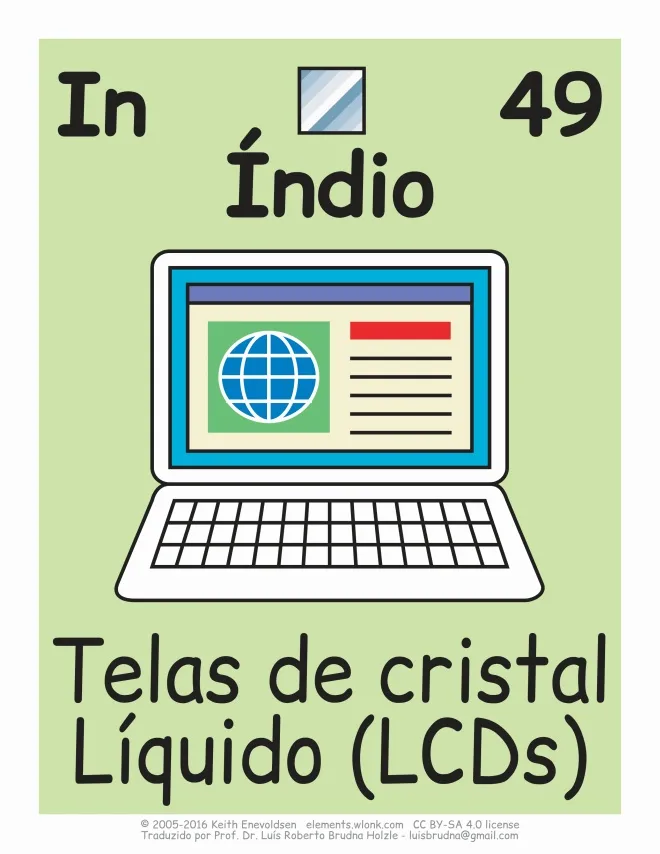 In 49
Índio
Telas de cristal
Líquido (LCDs)
© 2005-2016 Keith Enevoldsen elements.wlonk.com CC BY-SA 4.0 license
Traduzido por Prof. Dr. Luís Roberto Brudna Holzle - luisbrudna@gmail.com